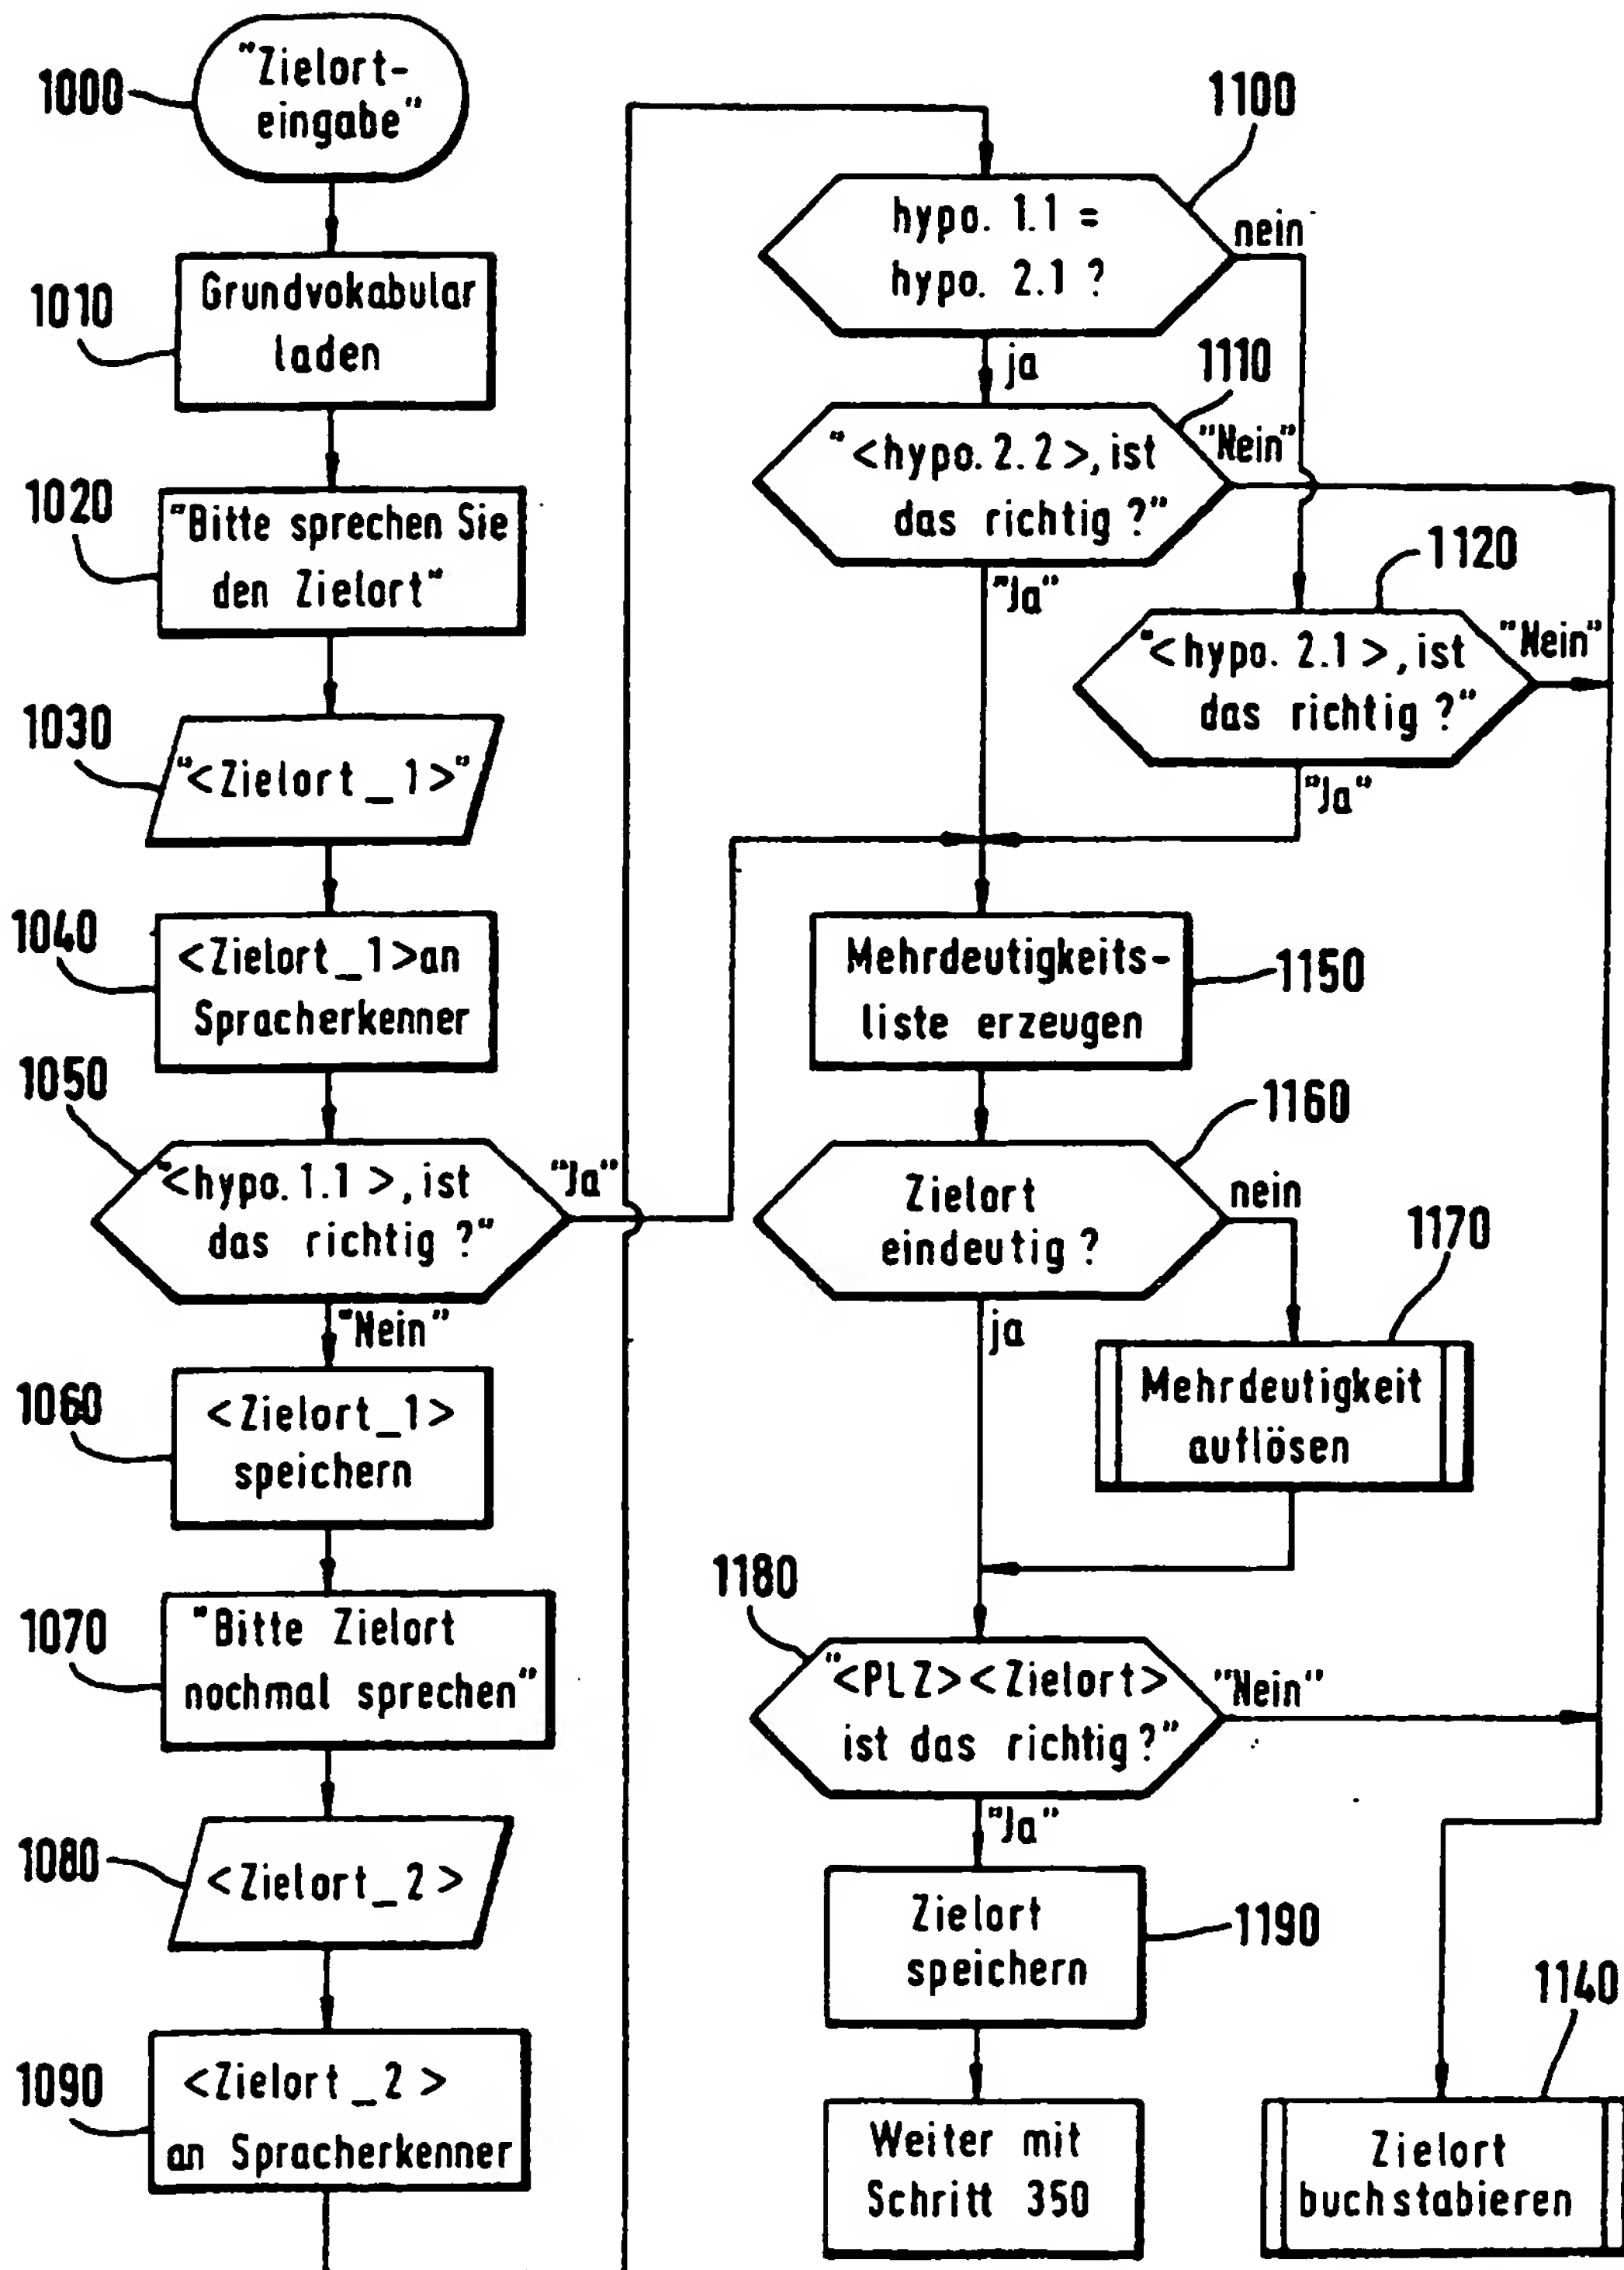 1000
"Zielort-
eingabe"
1010
Grundvokabular
laden
1020
"Bitte sprechen Sie
den Zielort"
1030
"<Zielort_1>"
1040
<Zielort_1>an
Spracherkenner
1050
"<hypo.1.1>,ist
das richtig?"
"Ja"
"Nein"
1060
<Zielort_1>
speichern
1070
"Bitte Zielort
nochmal sprechen"
1080
<Zielort_2>
1090
<Zielort_2>
an Spracherkenner
1100
hypo. 1.1 =
hypo. 2.1 ?
nein
ja
1110
"<hypo.2.2>,ist
das richtig?"
"Nein"
"Ja"
1120
"<hypo. 2.1>,ist
das richtig?"
"Nein"
"Ja"
Mehrdeutigkeits-
liste erzeugen
1150
1160
Zielort
eindeutig?
nein
ja
1170
Mehrdeutigkeit
auflösen
1180
"<PLZ><Zielort>
ist das richtig?"
"Nein"
"Ja"
Zielort
speichern
1190
Weiter mit
Schritt 350
1140
Zielort
buchstabieren